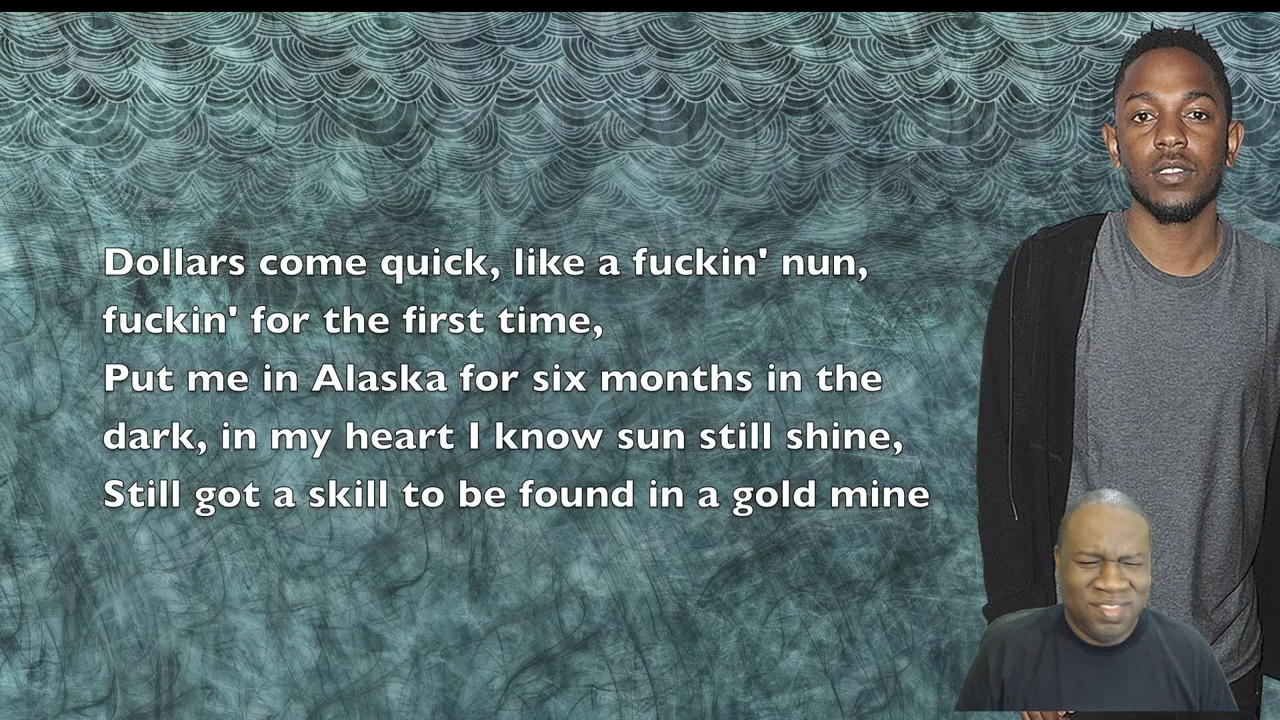 Dollars come quick, like a fuckin' nun,
fuckin' for the first time,
Put me in Alaska for six months in the
dark, in my heart I know sun still shine,
Still got a skill to be found in a gold mine